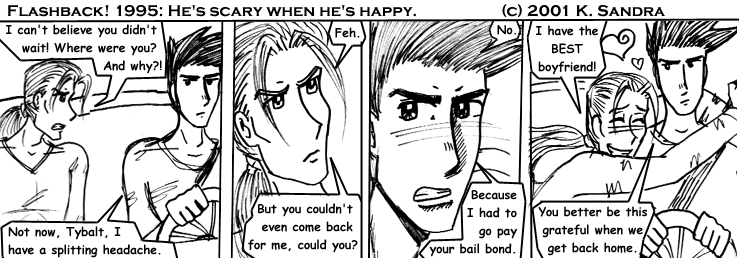 Flashback! 1995: He's scary when he's happy. (c) 2001 K. Sandra
I can't believe you didn't
wait! Where were you?
And why?!
Not now, Tybalt, I
have a splitting headache.
Feh.
But you couldn't
even come back
for me, could you?
No.
Because
I had to
go pay
your bail bond.
I have the
BEST
boyfriend!
You better be this
grateful when we
get back home.